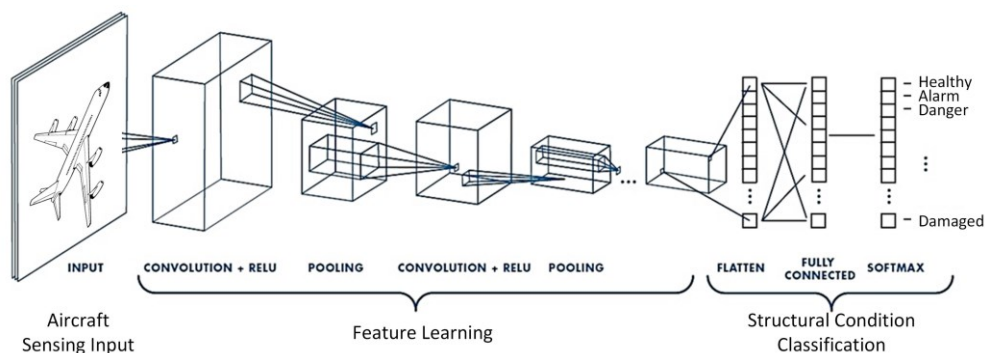 Healthy
Alarm
Danger
Damaged
INPUT
CONVOLUTION + RELU
POOLING
CONVOLUTION + RELU
POOLING
FLATTEN
FULLY
CONNECTED
SOFTMAX
Aircraft
Sensing Input
Feature Learning
Structural Condition
Classification